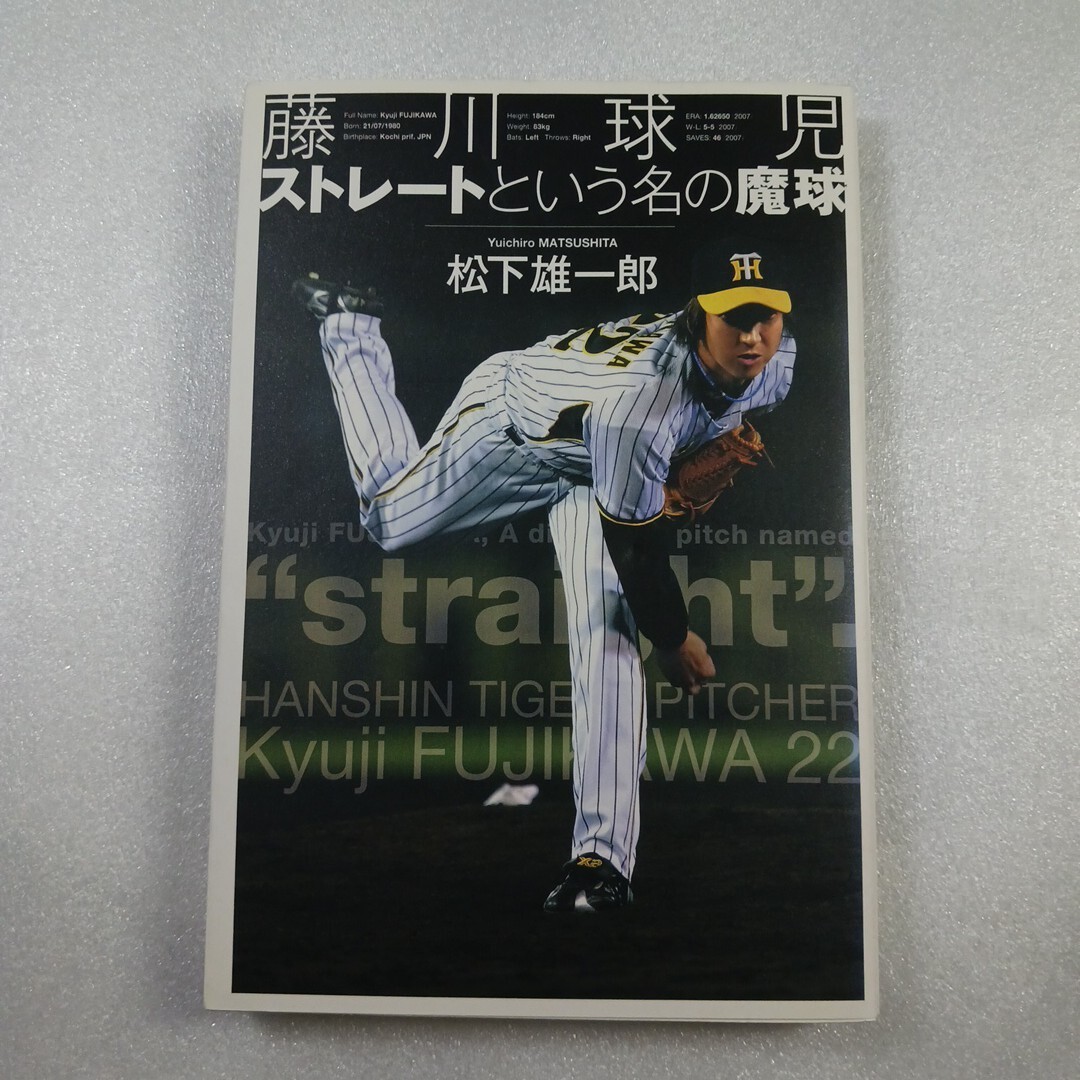 藤川球児
Full Name: Kyuji FUJIKAWA
Born: 21/07/1980
Birthplace: Kochi prif. JPN
Height: 184cm
Weight: 83kg
Bats: Left Throws: Right
ERA: 1.62650 2007
W-L: 5-5 2007
SAVES: 46 2007
ストレートという名の魔球
Yuichiro MATSUSHITA
松下雄一郎
Kyuji A pitch named
“straight”.
HANSHIN TIGE PiTCHER
Kyuji FUJIKAWA 22